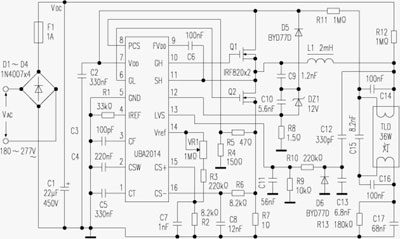 VDC
F1
1A
D1~D4
1N4007x4
VAC
180~277V
C1
22μF
450V
C2
330nF
C3
C4
R1
33kΩ
100pF
220nF
C5
330nF
8
7
6
5
4
3
2
1
PCS
VDD
GL
GND
IREF
CF
CSW
CT
UBA2014
FVDD
GH
SH
ACM
LVS
Vref
CS+
CS-
9
10
11
12
13
14
15
16
100nF
C6
Q1
IRF820x2
Q2
R5
470
R4
150Ω
VR1
1MΩ
R3
220kΩ
R6
8.2kΩ
C7
1nF
8.2kΩ
R2
C8
12nF
R7
1Ω
D5
BYD77D
L1 2mH
C9
1.2nF
C10
5.6nF
DZ1
12V
R8
1.5Ω
R10
220kΩ
C11
56nF
R9
10kΩ
D6
BYD77D
C12
330pF
C13
6.8nF
R13
180kΩ
R11 1MΩ
R12
1MΩ
100nF
C14
C15
8.2nF
TLD
36W
灯
C16
100nF
C17
68nF